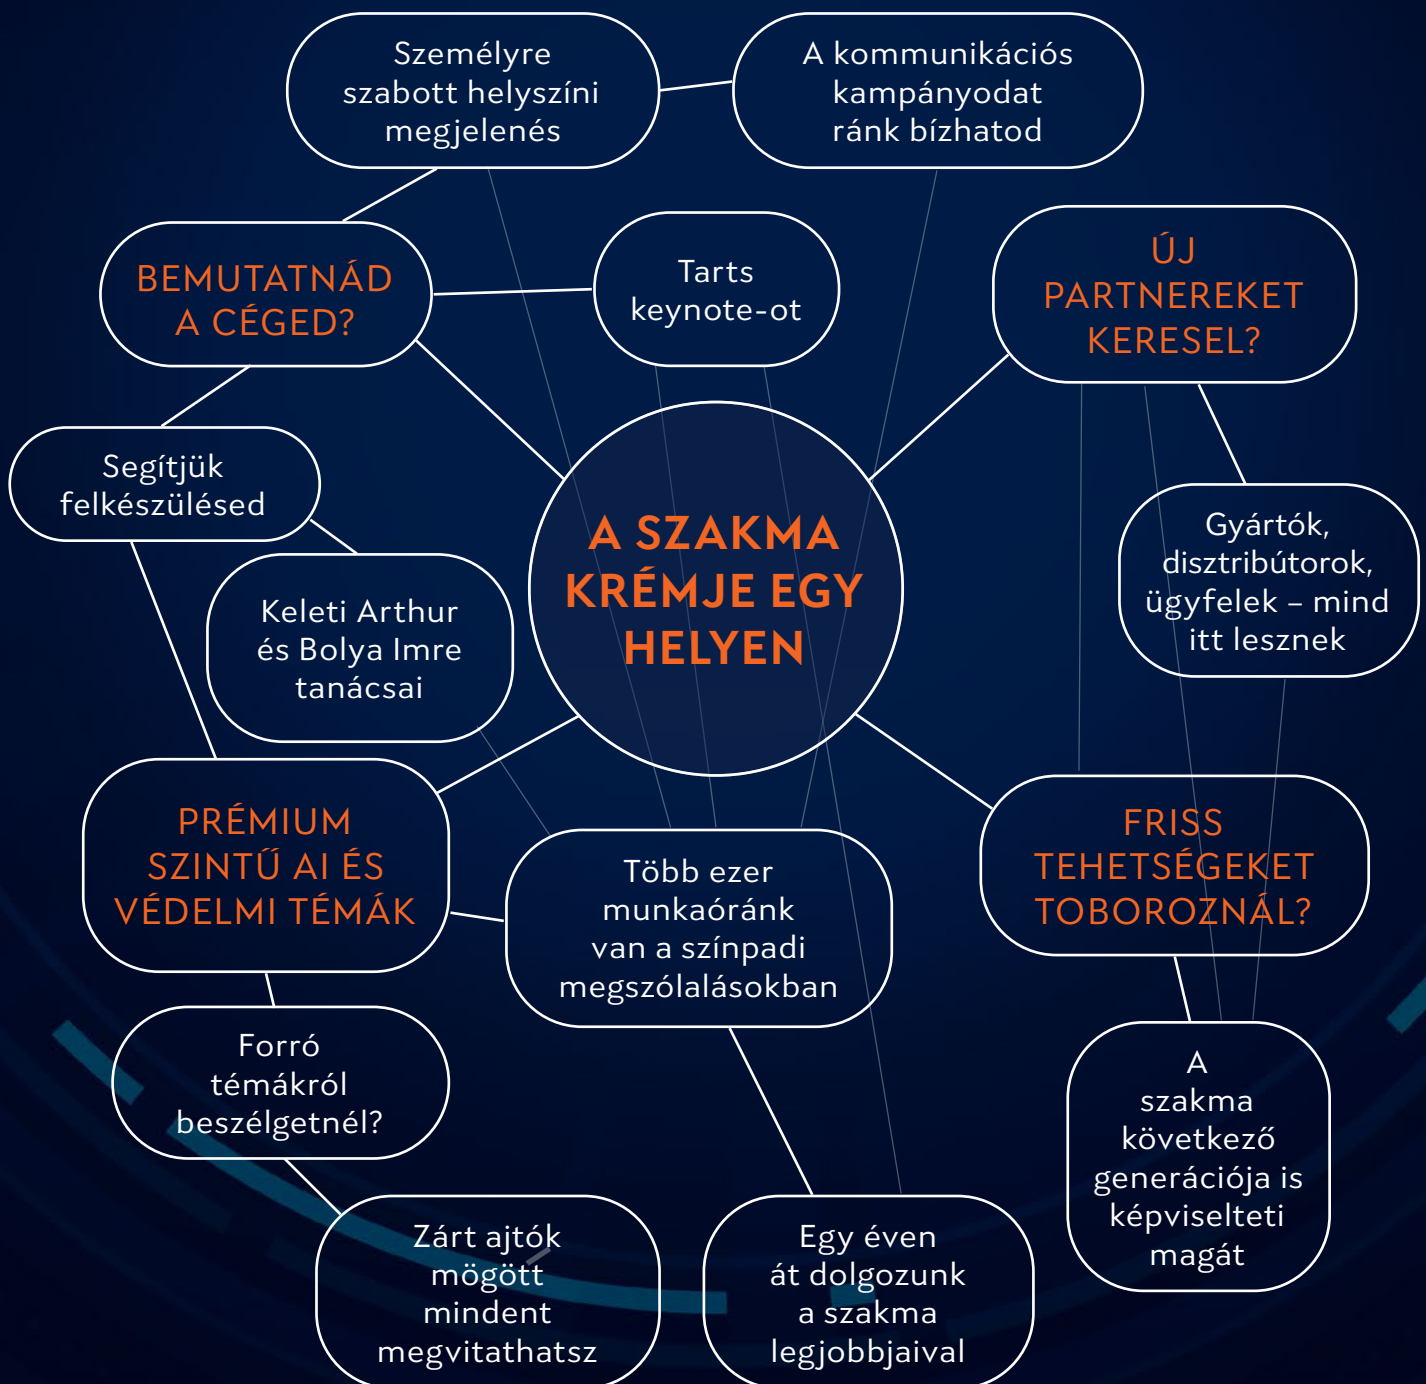 Személyre
szabott helyszíni
megjelenés
A kommunikációs
kampányodat
ránk bízhatod
BEMUTATNÁD
A CÉGED?
Tarts
keynote-ot
ÚJ
PARTNEREKET
KERESEL?
Segítjük
felkészülésed
A SZAKMA
KRÉMJE EGY
HELYEN
Gyártók,
disztribútorok,
ügyfelek – mind
itt lesznek
Keleti Arthur
és Bolya Imre
tanácsai
PRÉMIUM
SZINTŰ AI ÉS
VÉDELMI TÉMÁK
Több ezer
munkaóránk
van a színpadi
megszólalásokban
FRISS
TEHETSÉGEKET
TOBOROZNÁL?
Forró
témákról
beszélgetnél?
A
szakma
következő
generációja is
képviselteti
magát
Zárt ajtók
mögött
mindent
megvitathatsz
Egy éven
át dolgozunk
a szakma
legjobbjaival